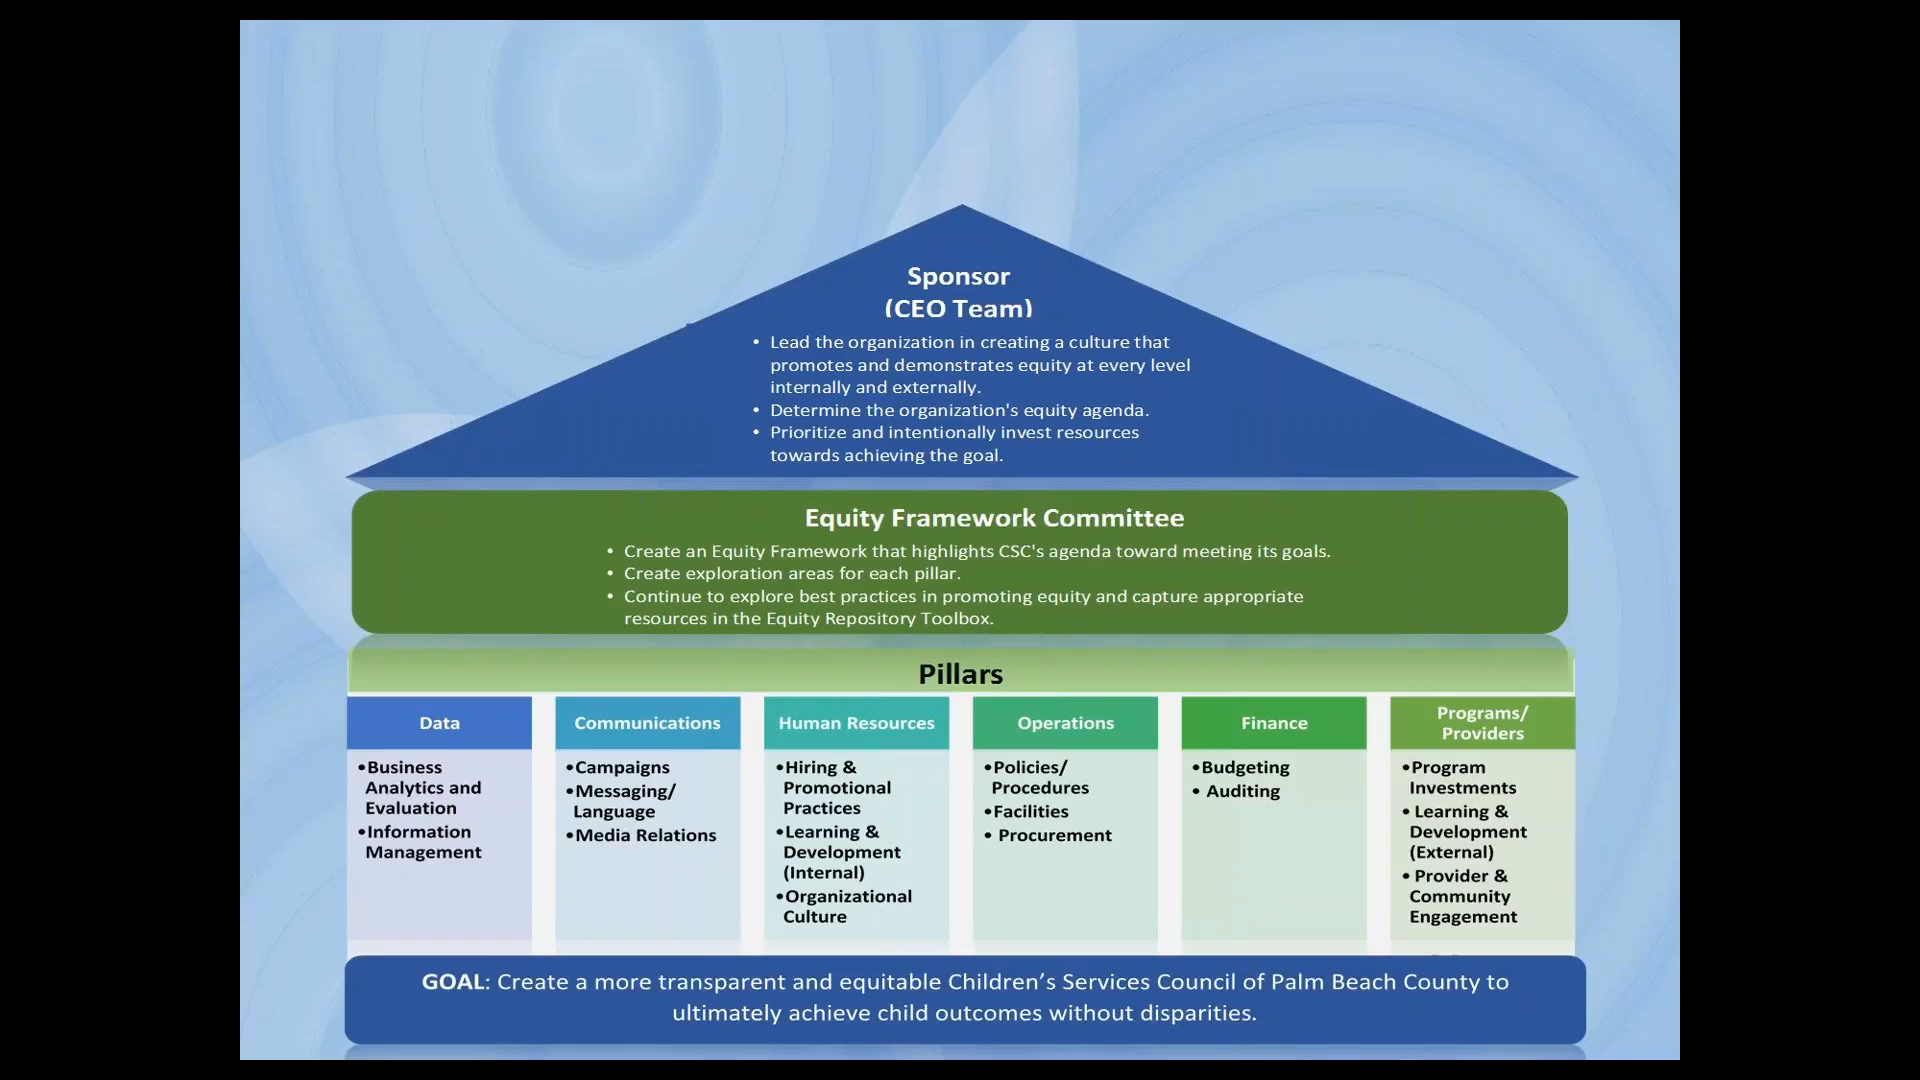 Sponsor
(CEO Team)
• Lead the organization in creating a culture that
promotes and demonstrates equity at every level
internally and externally.
• Determine the organization's equity agenda.
• Prioritize and intentionally invest resources
towards achieving the goal.
Equity Framework Committee
• Create an Equity Framework that highlights CSC's agenda toward meeting its goals.
• Create exploration areas for each pillar.
• Continue to explore best practices in promoting equity and capture appropriate
resources in the Equity Repository Toolbox.
Pillars
Data
•Business
Analytics and
Evaluation
•Information
Management
Communications
•Campaigns
•Messaging/
Language
•Media Relations
Human Resources
•Hiring &
Promotional
Practices
•Learning &
Development
(Internal)
•Organizational
Culture
Operations
•Policies/
Procedures
•Facilities
• Procurement
Finance
•Budgeting
• Auditing
Programs/
Providers
•Program
Investments
• Learning &
Development
(External)
• Provider &
Community
Engagement
GOAL: Create a more transparent and equitable Children’s Services Council of Palm Beach County to
ultimately achieve child outcomes without disparities.